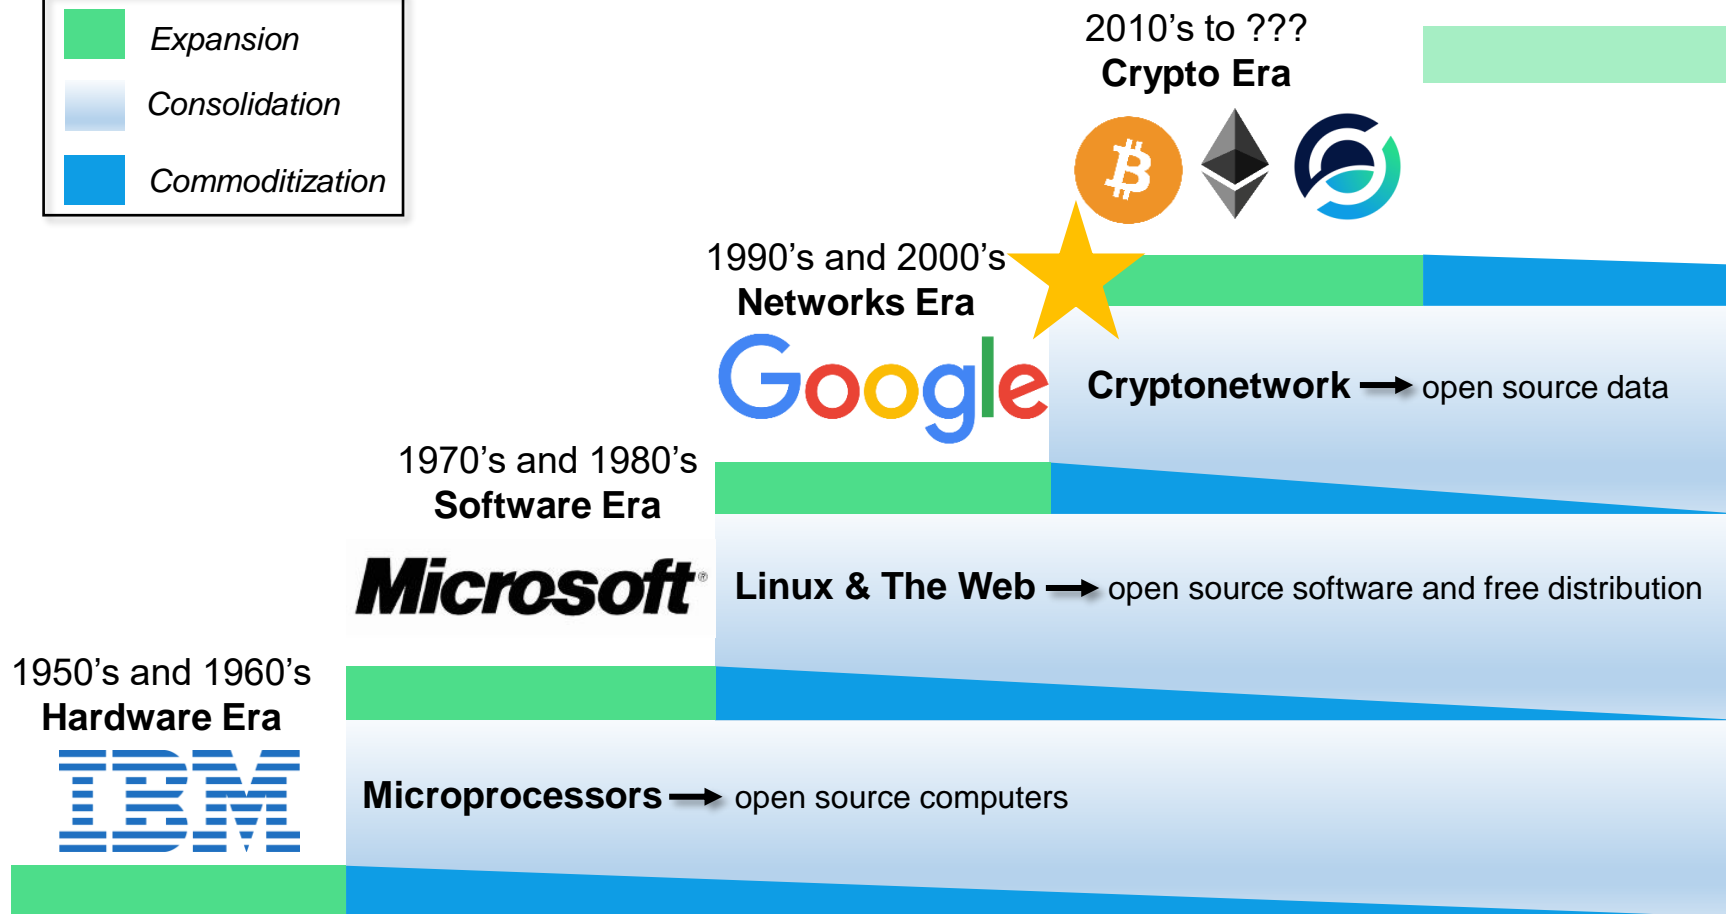 Expansion
Consolidation
Commoditization
2010's to ???
Crypto Era
1990's and 2000's
Networks Era
Google
Cryptonetwork → open source data
1970's and 1980's
Software Era
Microsoft®
Linux & The Web → open source software and free distribution
1950's and 1960's
Hardware Era
IBM
Microprocessors → open source computers